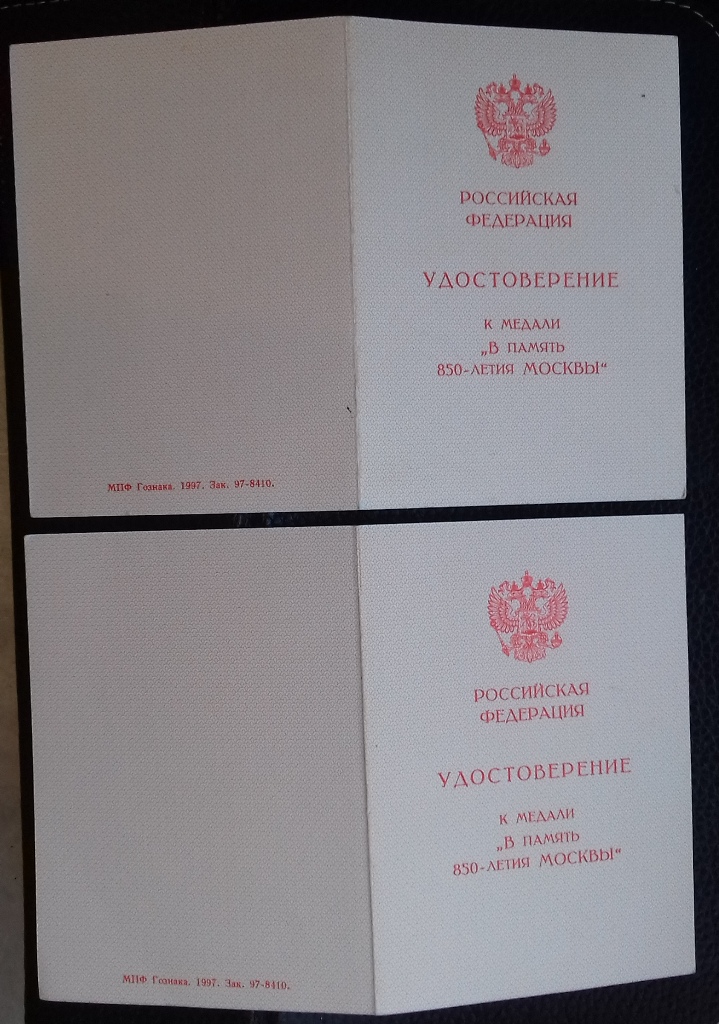 РОССИЙСКАЯ
ФЕДЕРАЦИЯ
УДОСТОВЕРЕНИЕ
К МЕДАЛИ
„В ПАМЯТЬ
850-ЛЕТИЯ МОСКВЫ“
МПФ Гознака. 1997. Зак. 97-8410.
РОССИЙСКАЯ
ФЕДЕРАЦИЯ
УДОСТОВЕРЕНИЕ
К МЕДАЛИ
„В ПАМЯТЬ
850-ЛЕТИЯ МОСКВЫ“
МПФ Гознака. 1997. Зак. 97-8410.